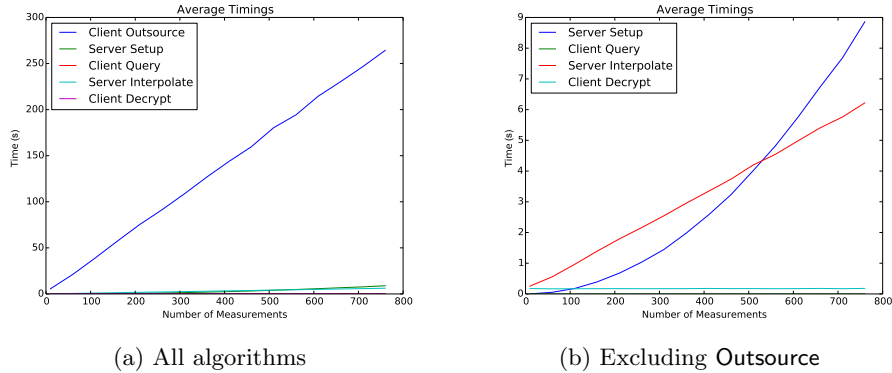 Average Timings
Client Outsource
Server Setup
Client Query
Server Interpolate
Client Decrypt
300
250
200
150
100
50
0
Time (s)
0 100 200 300 400 500 600 700 800
Number of Measurements
(a) All algorithms
Average Timings
Server Setup
Client Query
Server Interpolate
Client Decrypt
9
8
7
6
5
4
3
2
1
0
Time (s)
0 100 200 300 400 500 600 700 800
Number of Measurements
(b) Excluding Outsource